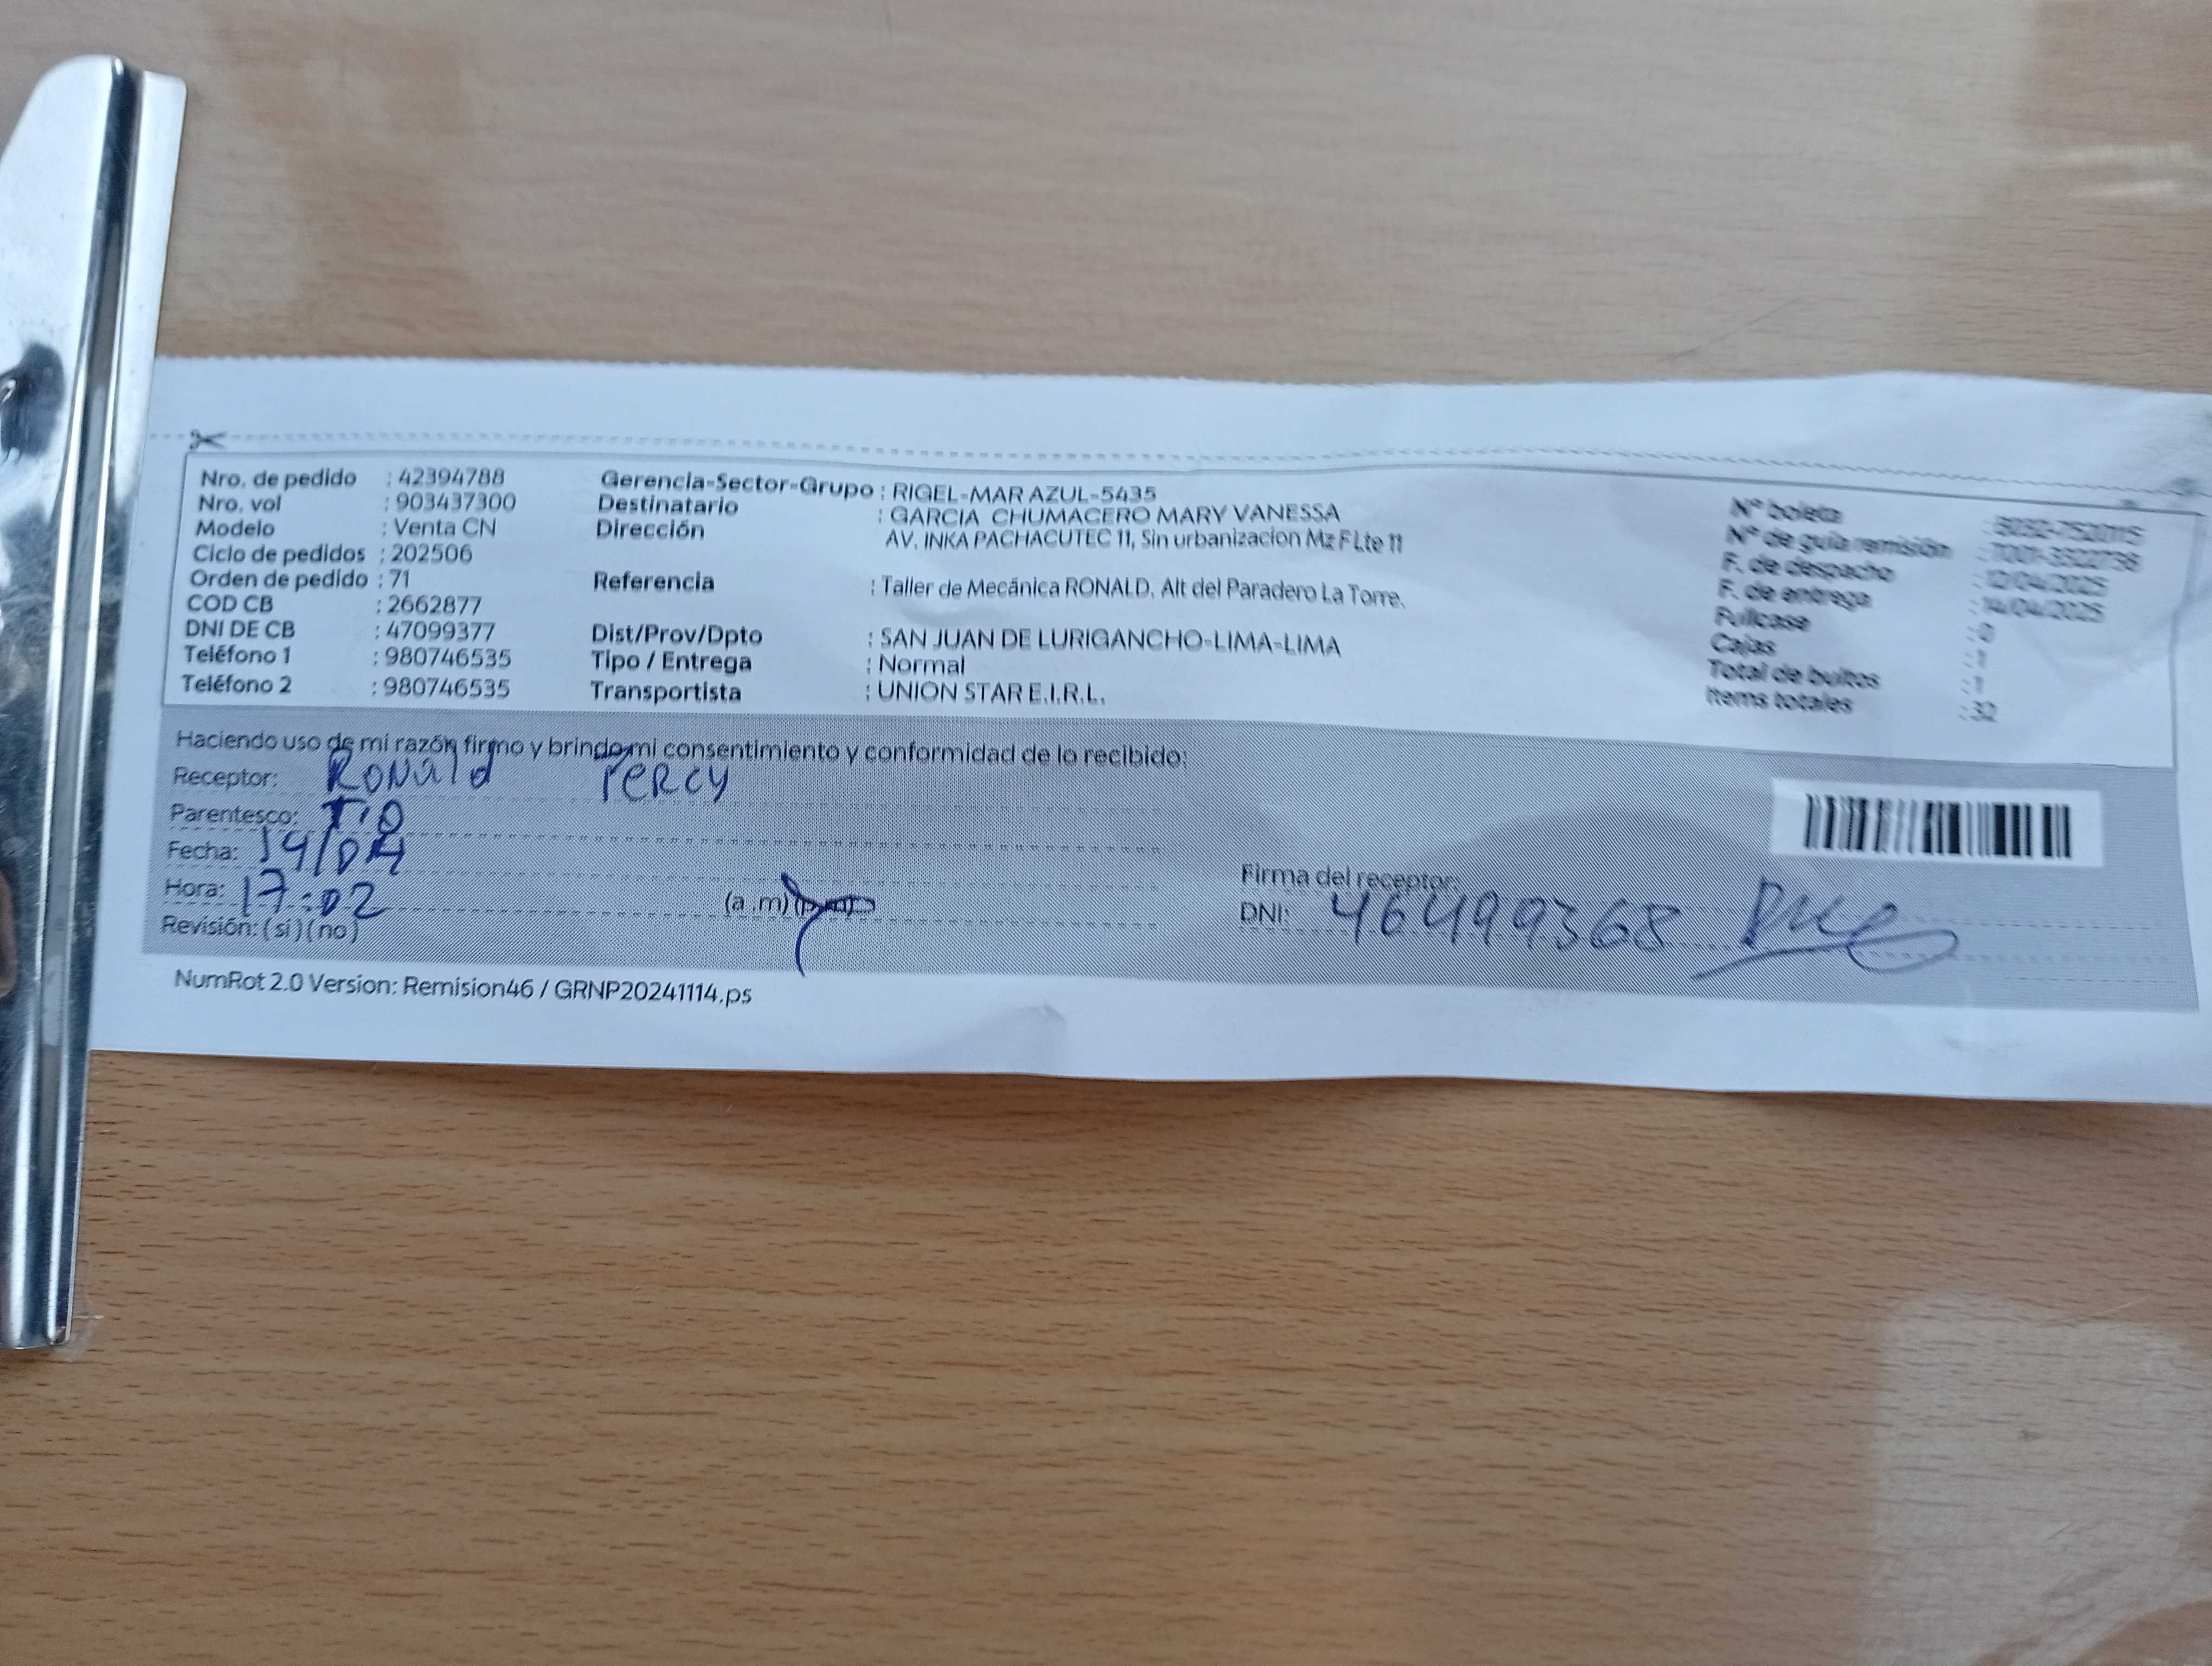 Nro. de pedido : 42394788
Nro. vol : 903437300
Modelo : Venta CN
Ciclo de pedidos : 202506
Orden de pedido : 71
COD CB : 2662877
DNI DE CB : 47099377
Teléfono 1 : 980746535
Teléfono 2 : 980746535
Gerencia-Sector-Grupo : RIGEL-MAR AZUL-5435
Destinatario : GARCIA CHUMACERO MARY VANESSA
Dirección AV. INKA PACHACUTEC 11, Sin urbanizacion Mz F Lte 11
Referencia : Taller de Mecánica RONALD. Alt del Paradero La Torre.
Dist/Prov/Dpto : SAN JUAN DE LURIGANCHO-LIMA-LIMA
Tipo / Entrega : Normal
Transportista : UNION STAR E.I.R.L.
N° boleta
N° de guía remisión
F. de despacho : 12/04/2025
F. de entrega : 14/04/2025
Fullcase : 0
Cajas : 1
Total de bultos : 1
Items totales : 32
Haciendo uso de mi razón firmo y brindo mi consentimiento y conformidad de lo recibido:
Receptor: Ronald Percy
Parentesco: Tio
Fecha: 14/04
Hora: 17:02 (a .m) (p.m)
Revisión: (si) (no)
Firma del receptor:
DNI: 46499368
NumRot 2.0 Version: Remision46 / GRNP20241114.ps